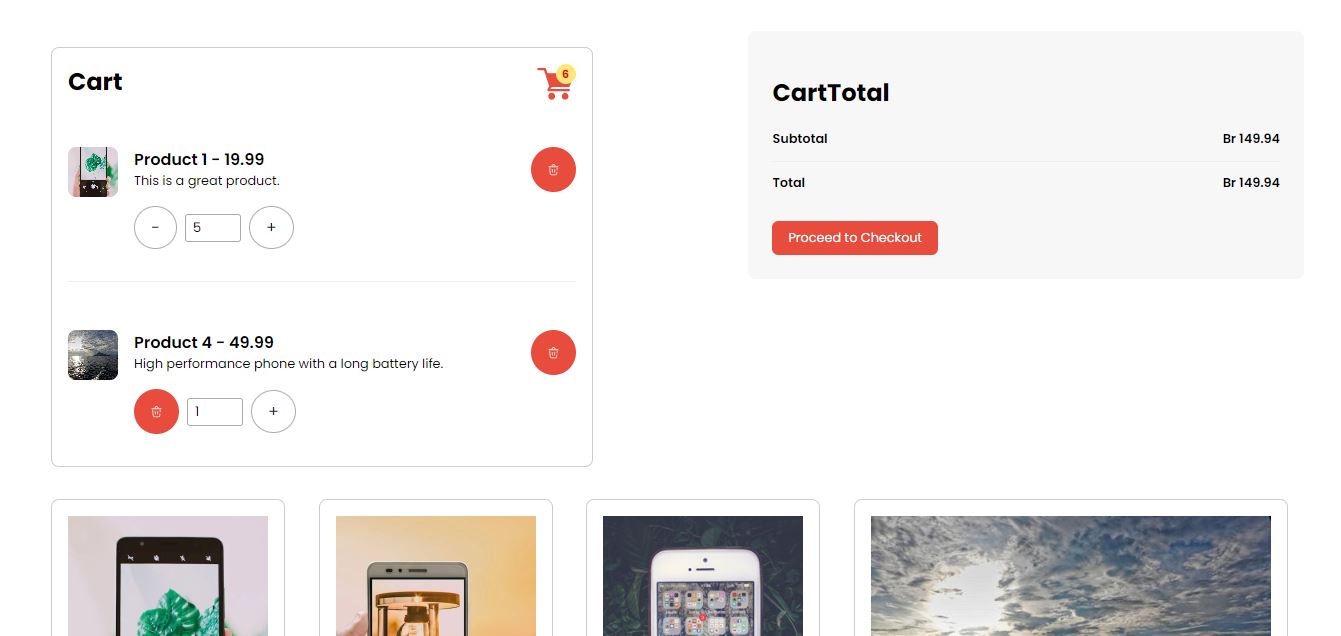 Cart
6
Product 1 - 19.99
This is a great product.
- 5 +
Product 4 - 49.99
High performance phone with a long battery life.
1 +
CartTotal
Subtotal Br 149.94
Total Br 149.94
Proceed to Checkout